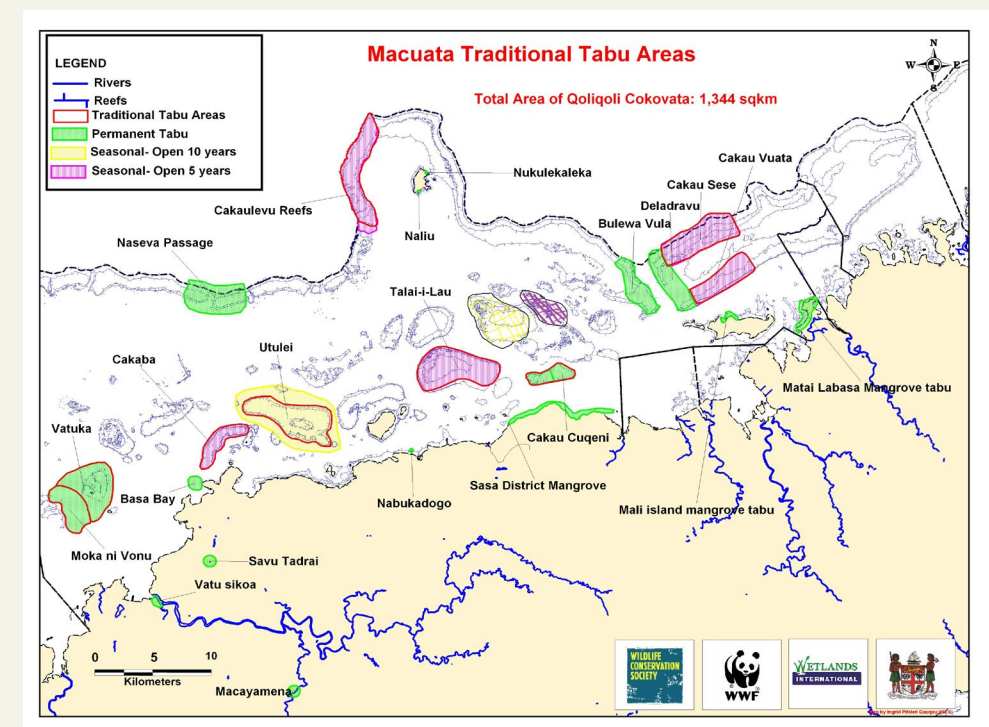 Macuata Traditional Tabu Areas
Total Area of Qoliqoli Cokovata: 1,344 sqkm
LEGEND
Rivers
Reefs
Traditional Tabu Areas
Permanent Tabu
Seasonal- Open 10 years
Seasonal- Open 5 years
N
W
E
S
Cakau Vuata
Nukulekaleka
Cakau Sese
Deladravu
Cakaulevu Reefs
Bulewa Vula
Naliu
Naseva Passage
Talai-i-Lau
Utulei
Cakaba
Matai Labasa Mangrove tabu
Vatuka
Cakau Cuqeni
Sasa District Mangrove
Basa Bay
Nabukadogo
Mali island mangrove tabu
Moka ni Vonu
Savu Tadrai
Vatu sikoa
0 5 10
Kilometers
Macayamena
WILDLIFE
CONSERVATION
SOCIETY
WWF
WETLANDS
INTERNATIONAL